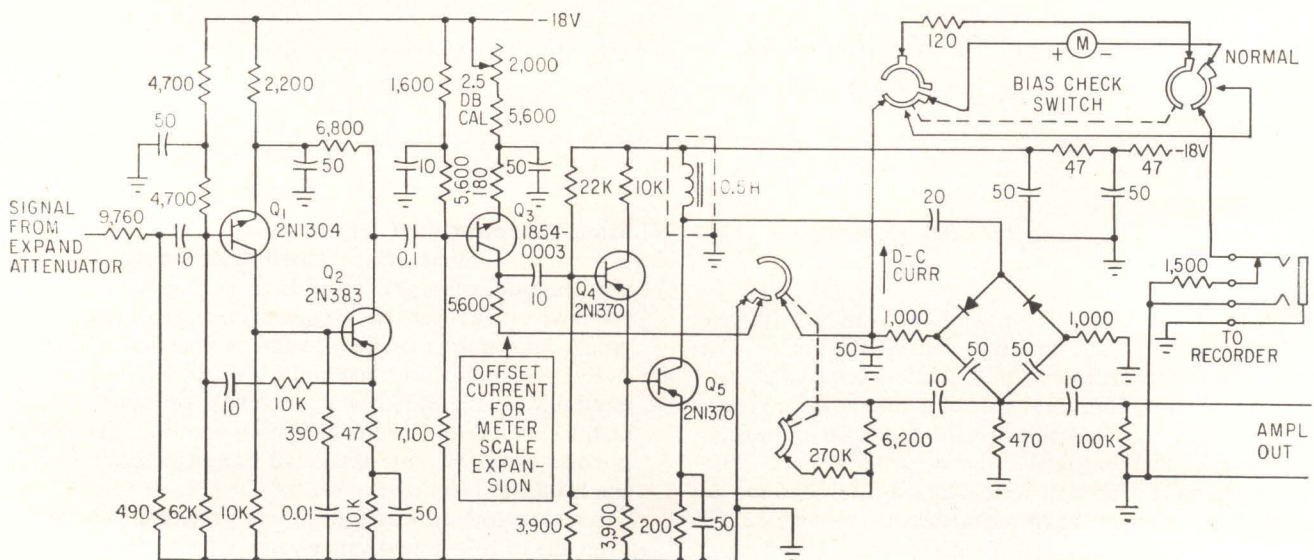 -18V
120
M
+
-
NORMAL
BIAS CHECK
SWITCH
4,700
2,200
1,600
2.5
DB
CAL
2,000
5,600
50
6,800
50
10
5,600
180
50
22K
10K
0.5H
47
-18V
47
50
50
20
4,700
SIGNAL
FROM
EXPAND
ATTENUATOR
9,760
10
Q1
2N1304
Q2
2N383
0.1
Q3
1854-
0003
10
5,600
Q4
2N1370
D-C
CURR
1,500
1,000
1,000
50
50
50
TO
RECORDER
Q5
2N1370
10
10K
390
47
7,100
OFFSET
CURRENT
FOR
METER
SCALE
EXPAN-
SION
10
10
6,200
470
100K
270K
AMPL
OUT
490
62K
10K
0.01
10K
50
3,900
3,900
200
50